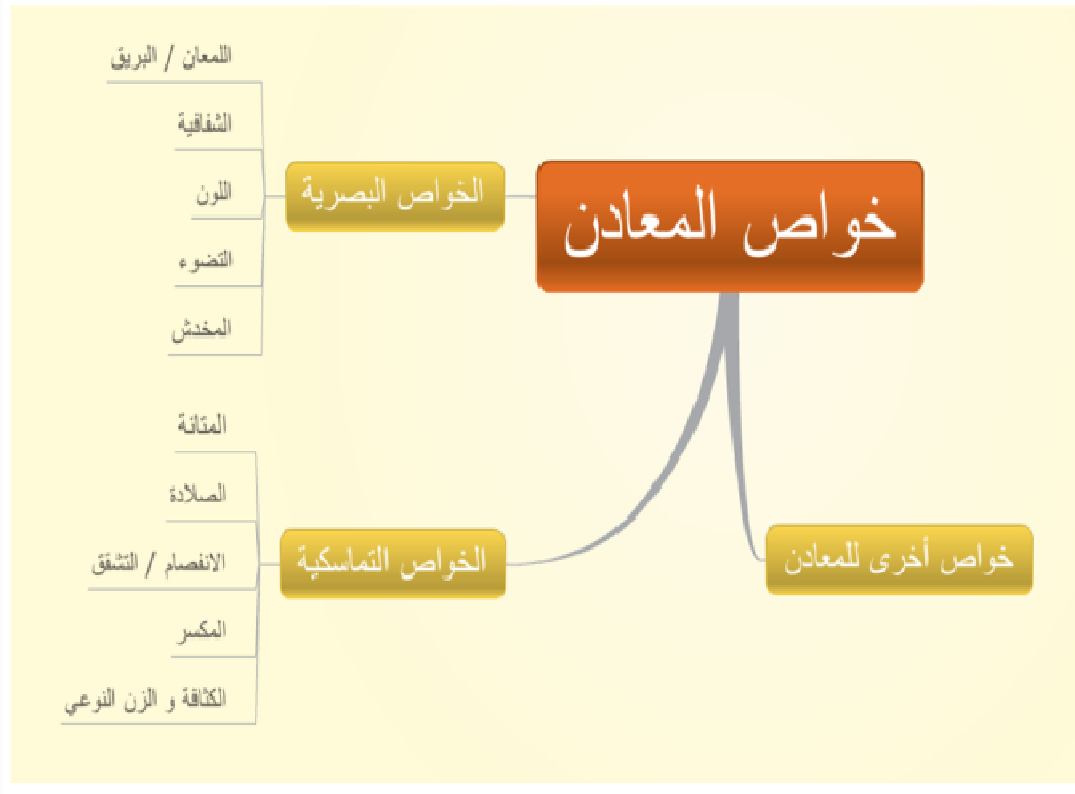 خواص المعادن
الخواص البصرية
اللمعان / البريق
الشفافية
اللون
التضوء
المخدش
الخواص التماسكية
المتانة
الصلادة
الانفصام / التشقق
المكسر
الكثافة و الزن النوعي
خواص أخرى للمعادن